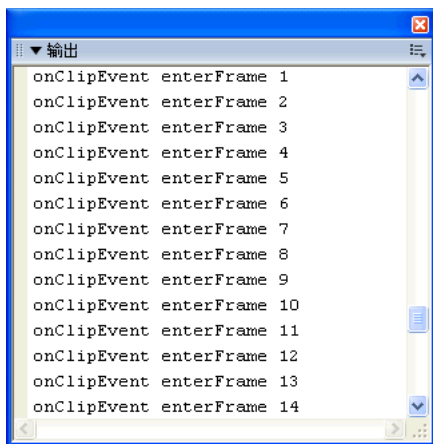 输出
onClipEvent enterFrame 1
onClipEvent enterFrame 2
onClipEvent enterFrame 3
onClipEvent enterFrame 4
onClipEvent enterFrame 5
onClipEvent enterFrame 6
onClipEvent enterFrame 7
onClipEvent enterFrame 8
onClipEvent enterFrame 9
onClipEvent enterFrame 10
onClipEvent enterFrame 11
onClipEvent enterFrame 12
onClipEvent enterFrame 13
onClipEvent enterFrame 14